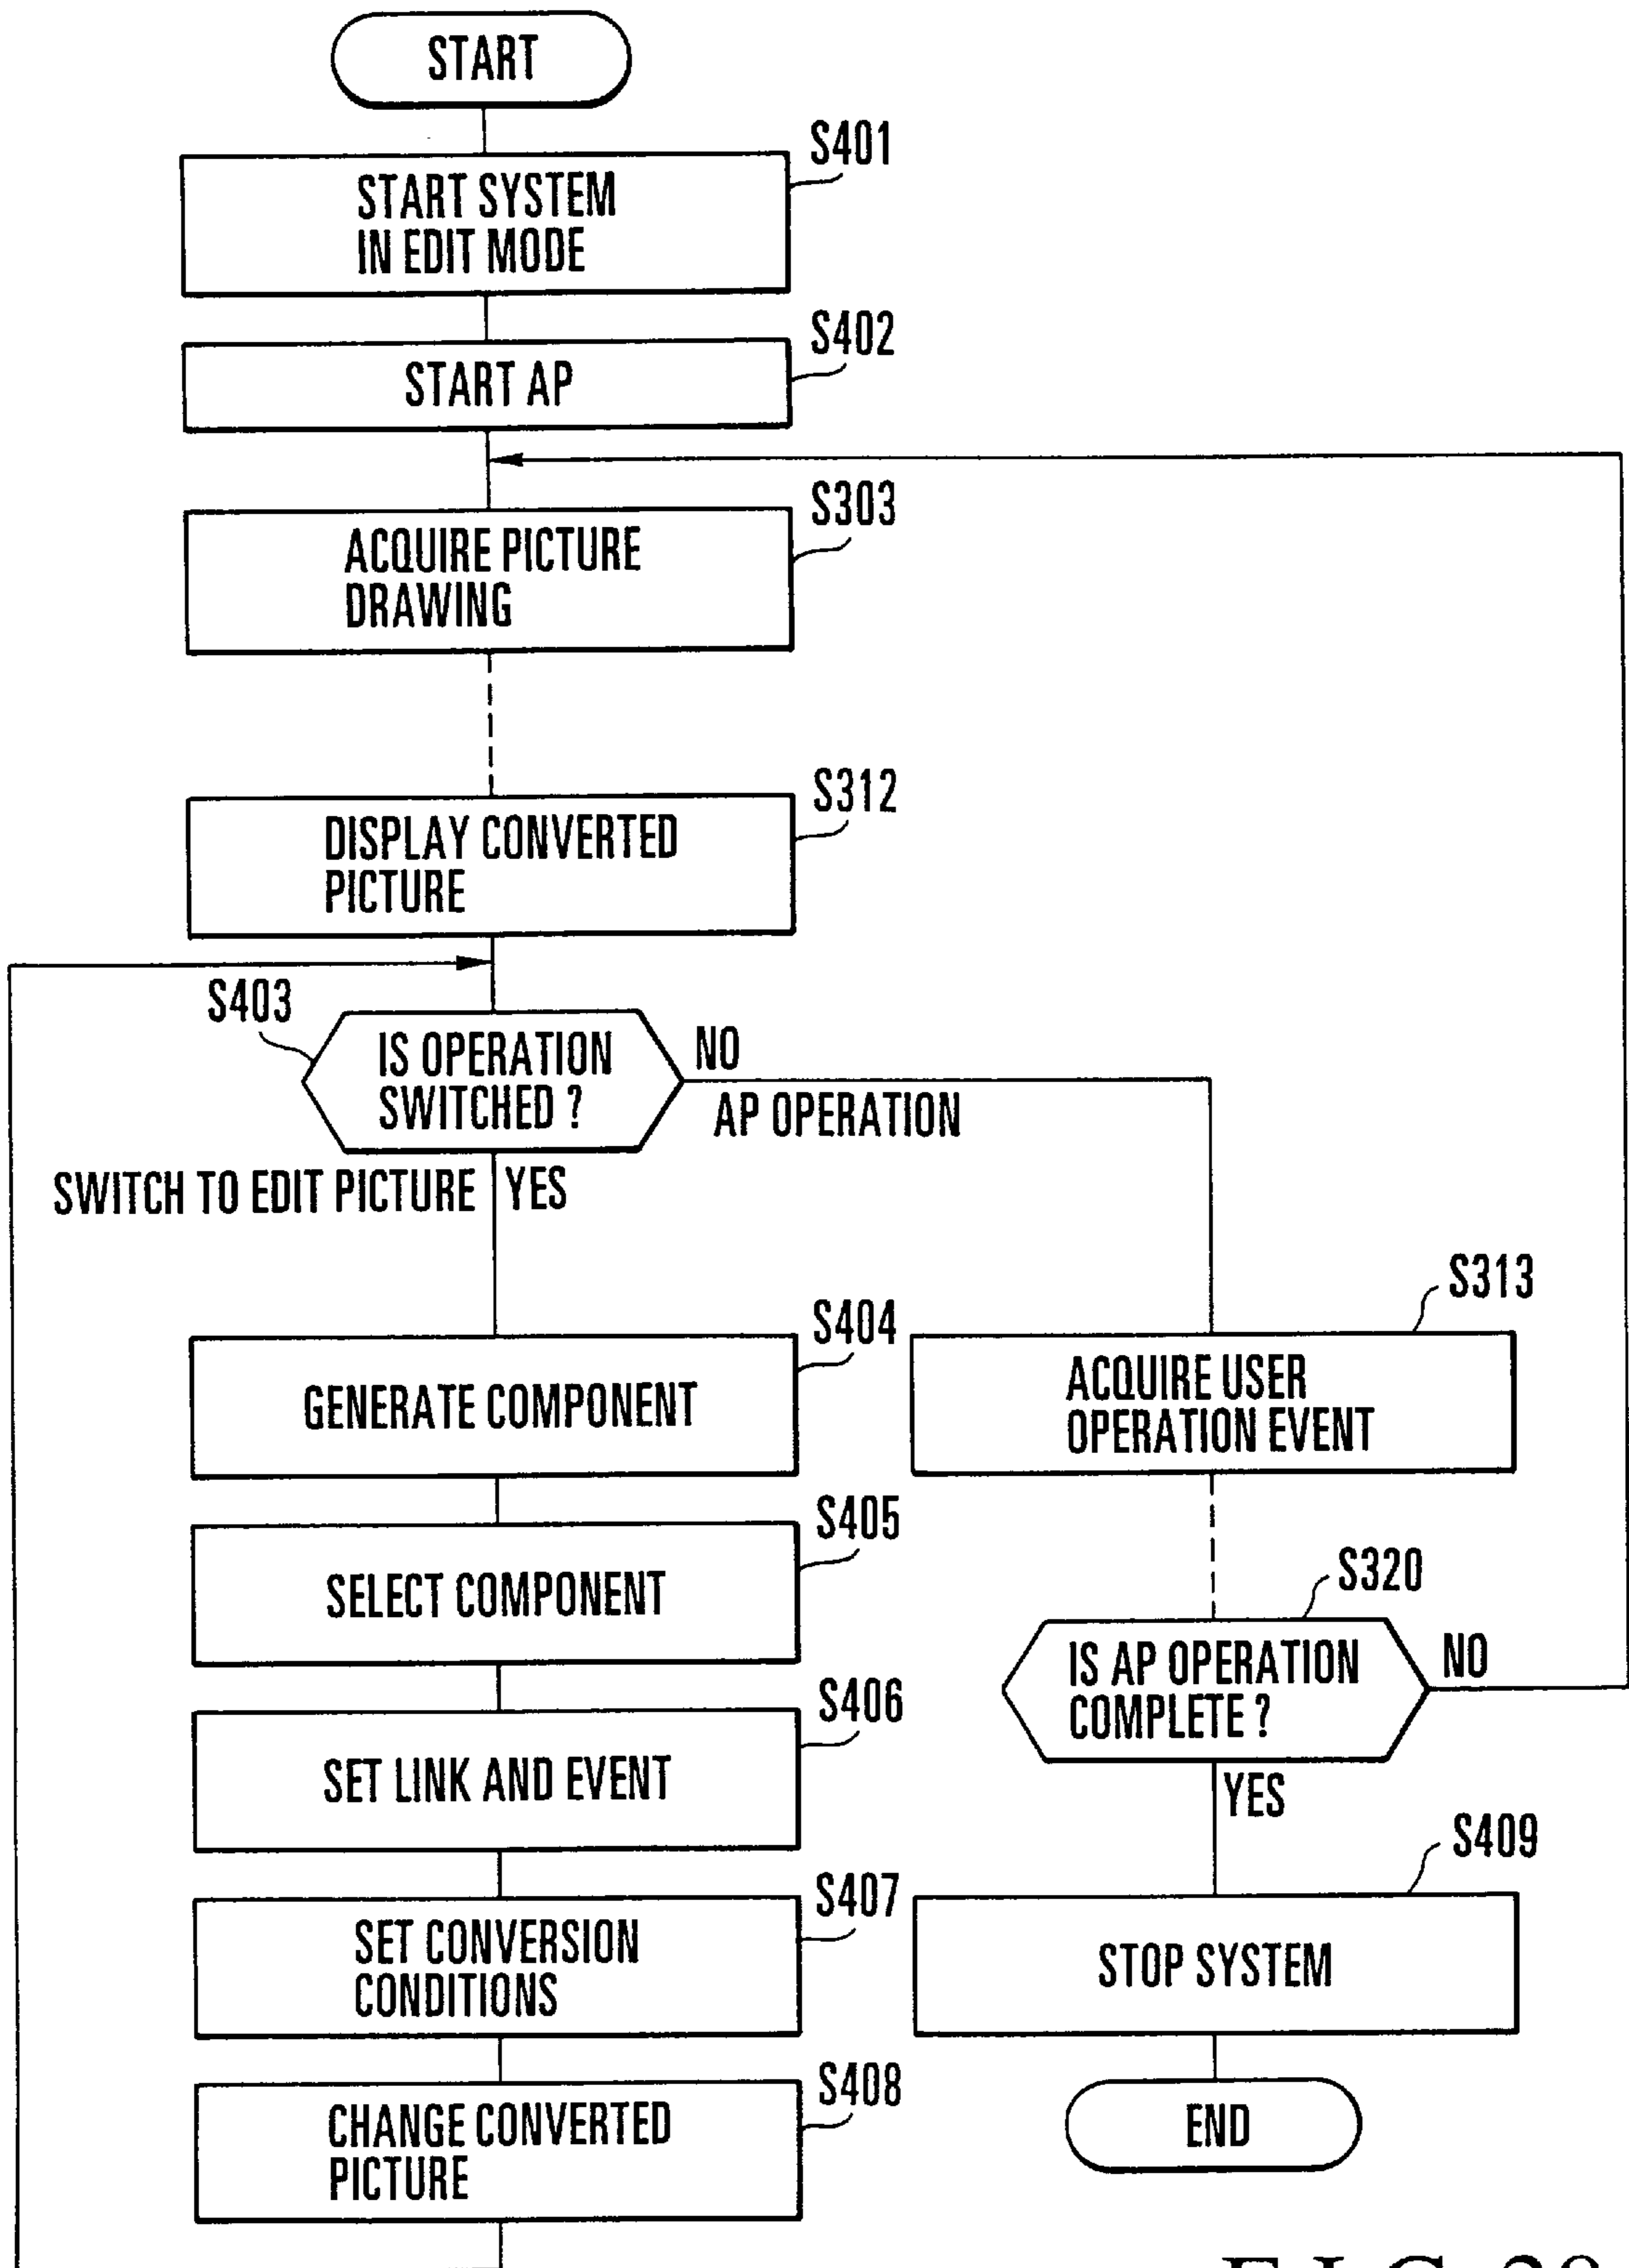 START
S401
START SYSTEM
IN EDIT MODE
S402
START AP
S303
ACQUIRE PICTURE
DRAWING
S312
DISPLAY CONVERTED
PICTURE
S403
IS OPERATION
SWITCHED ?
NO
AP OPERATION
SWITCH TO EDIT PICTURE
YES
S404
GENERATE COMPONENT
S405
SELECT COMPONENT
S406
SET LINK AND EVENT
S407
SET CONVERSION
CONDITIONS
S408
CHANGE CONVERTED
PICTURE
S313
ACQUIRE USER
OPERATION EVENT
S320
IS AP OPERATION
COMPLETE ?
NO
YES
S409
STOP SYSTEM
END